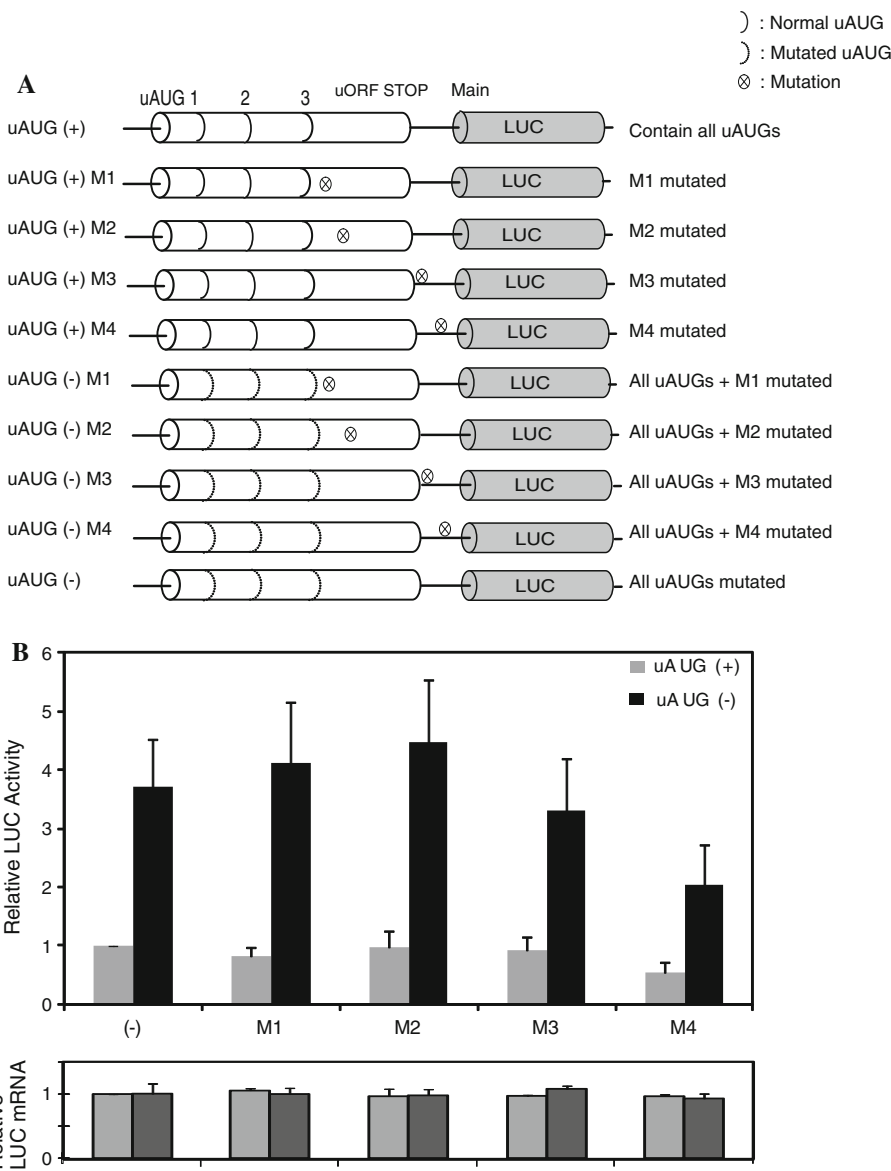 ) : Normal uAUG
) : Mutated uAUG
⊗ : Mutation
A
uAUG 1 2 3 uORF STOP Main
uAUG (+) LUC Contain all uAUGs
uAUG (+) M1 LUC M1 mutated
uAUG (+) M2 LUC M2 mutated
uAUG (+) M3 LUC M3 mutated
uAUG (+) M4 LUC M4 mutated
uAUG (-) M1 LUC All uAUGs + M1 mutated
uAUG (-) M2 LUC All uAUGs + M2 mutated
uAUG (-) M3 LUC All uAUGs + M3 mutated
uAUG (-) M4 LUC All uAUGs + M4 mutated
uAUG (-) LUC All uAUGs mutated
B
Relative LUC Activity
6
5
4
3
2
1
0
uA UG (+)
uA UG (-)
(-) M1 M2 M3 M4
LUC mRNA
1
0